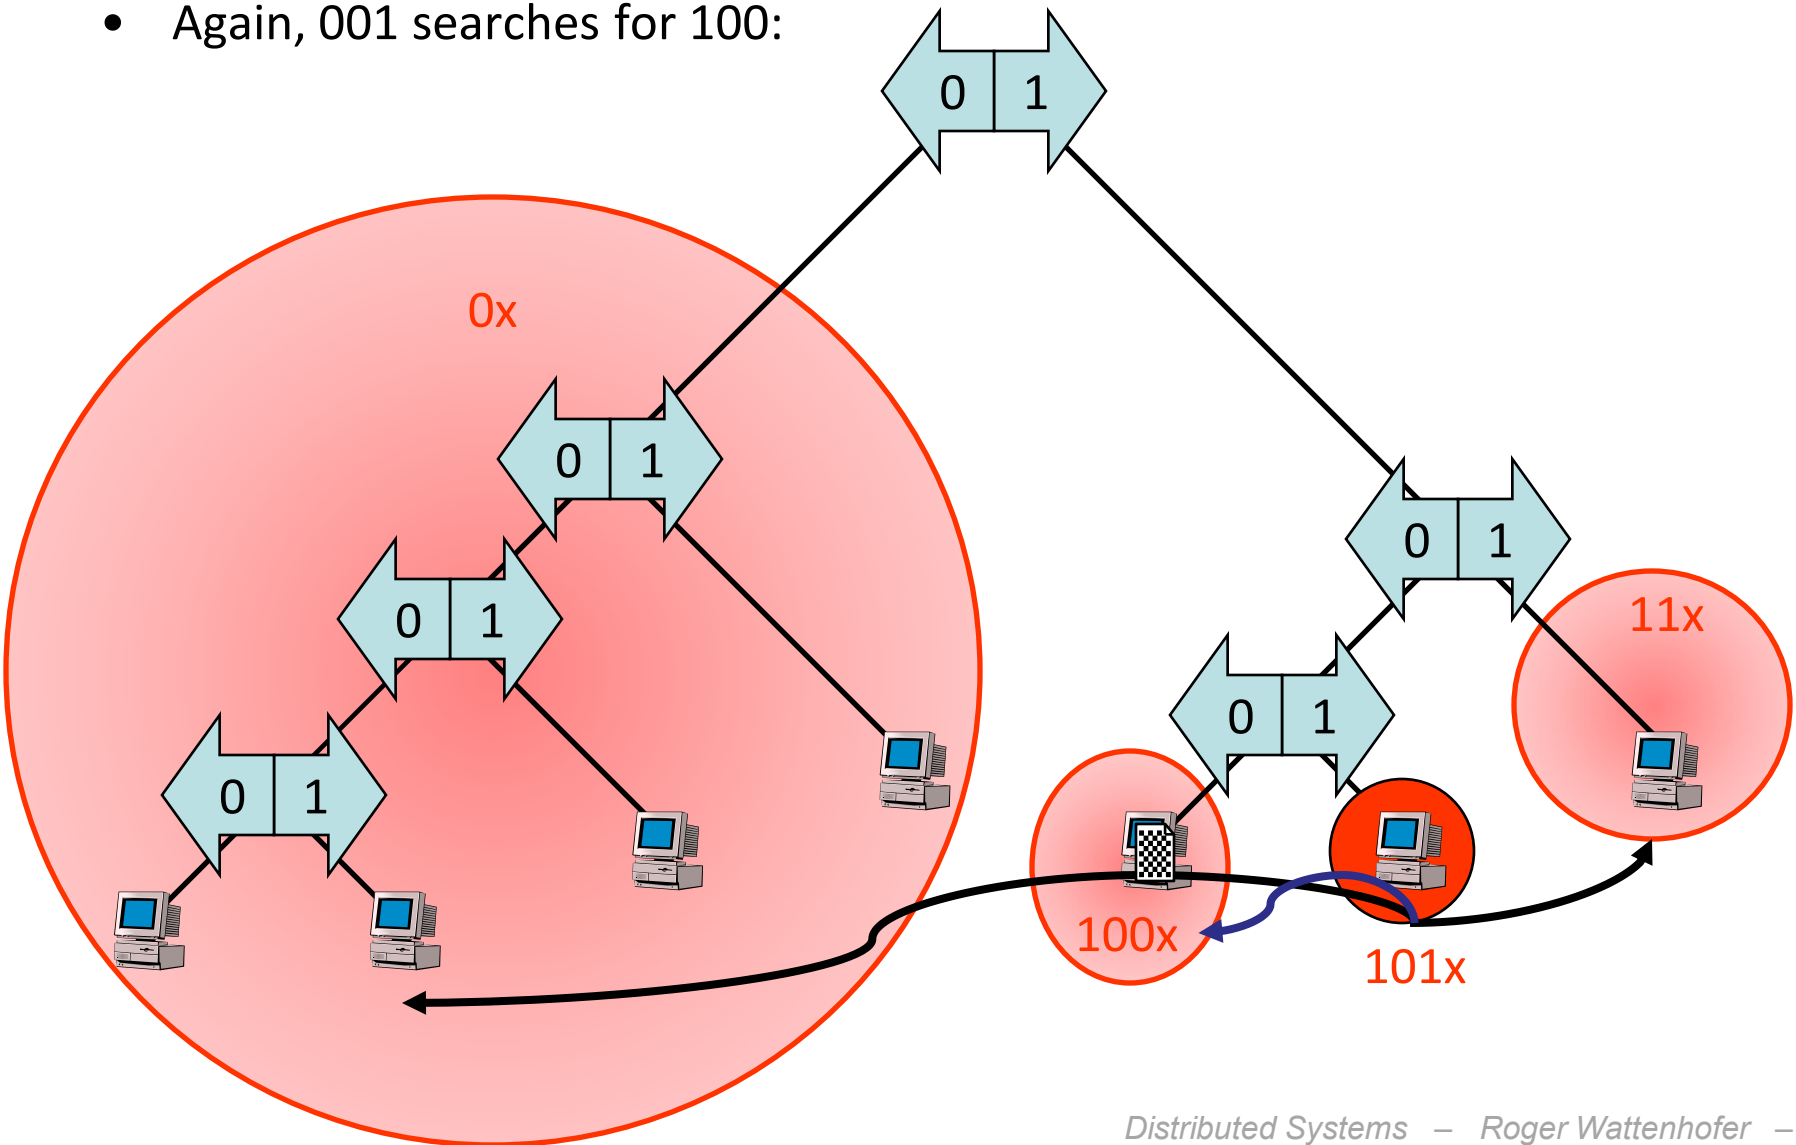 • Again, 001 searches for 100:
0 1
0x
0 1
0 1
11x
0 1
0 1
0 1
100x
101x
Distributed Systems – Roger Wattenhofer –